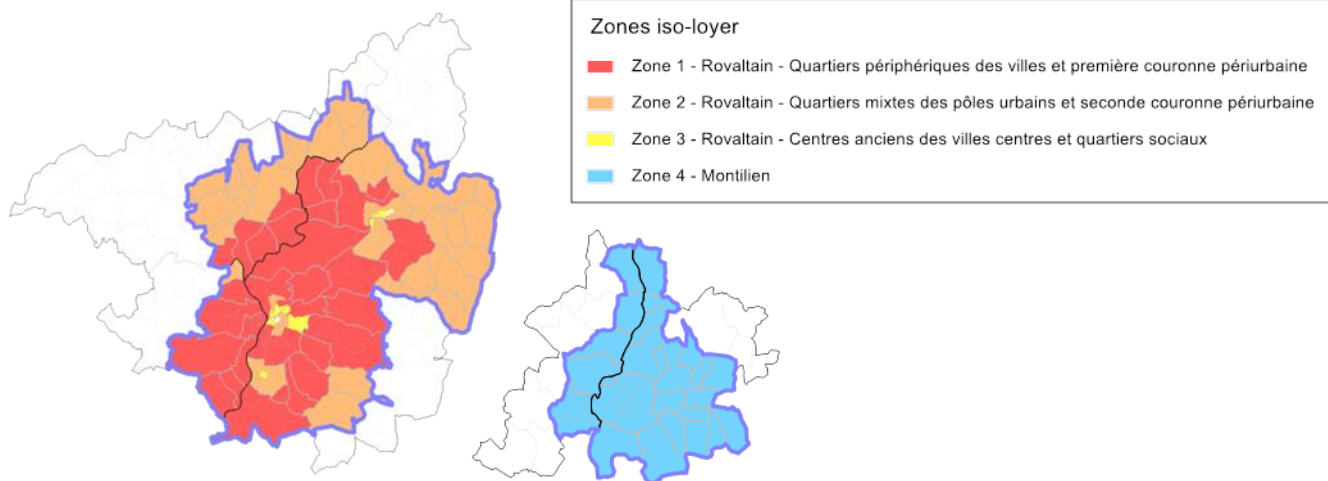 Zones iso-loyer
Zone 1 - Rovaltain - Quartiers périphériques des villes et première couronne périurbaine
Zone 2 - Rovaltain - Quartiers mixtes des pôles urbains et seconde couronne périurbaine
Zone 3 - Rovaltain - Centres anciens des villes centres et quartiers sociaux
Zone 4 - Montilien